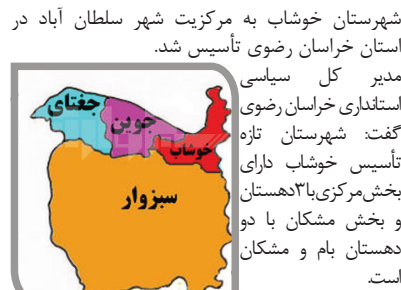 شهرستان خوشاب به مرکزیت شهر سلطان آباد در
استان خراسان رضوی تأسیس شد.
مدیر کل سیاسی
استانداری خراسان رضوی
گفت: شهرستان تازه
تأسیس خوشاب دارای
بخش‌مرکزی‌با۳دهستان
و بخش مشکان با دو
دهستان بام و مشکان
است.
جغتای
جوین
خوشاب
سبزوار